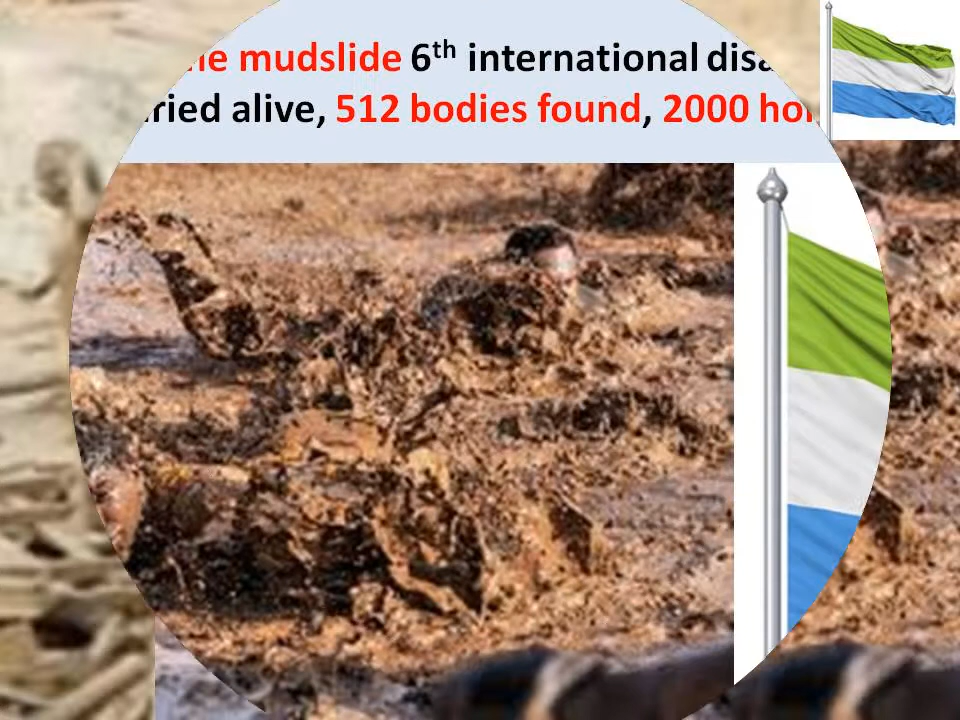 mudslide 6th international
alive, 512 bodies found, 2000